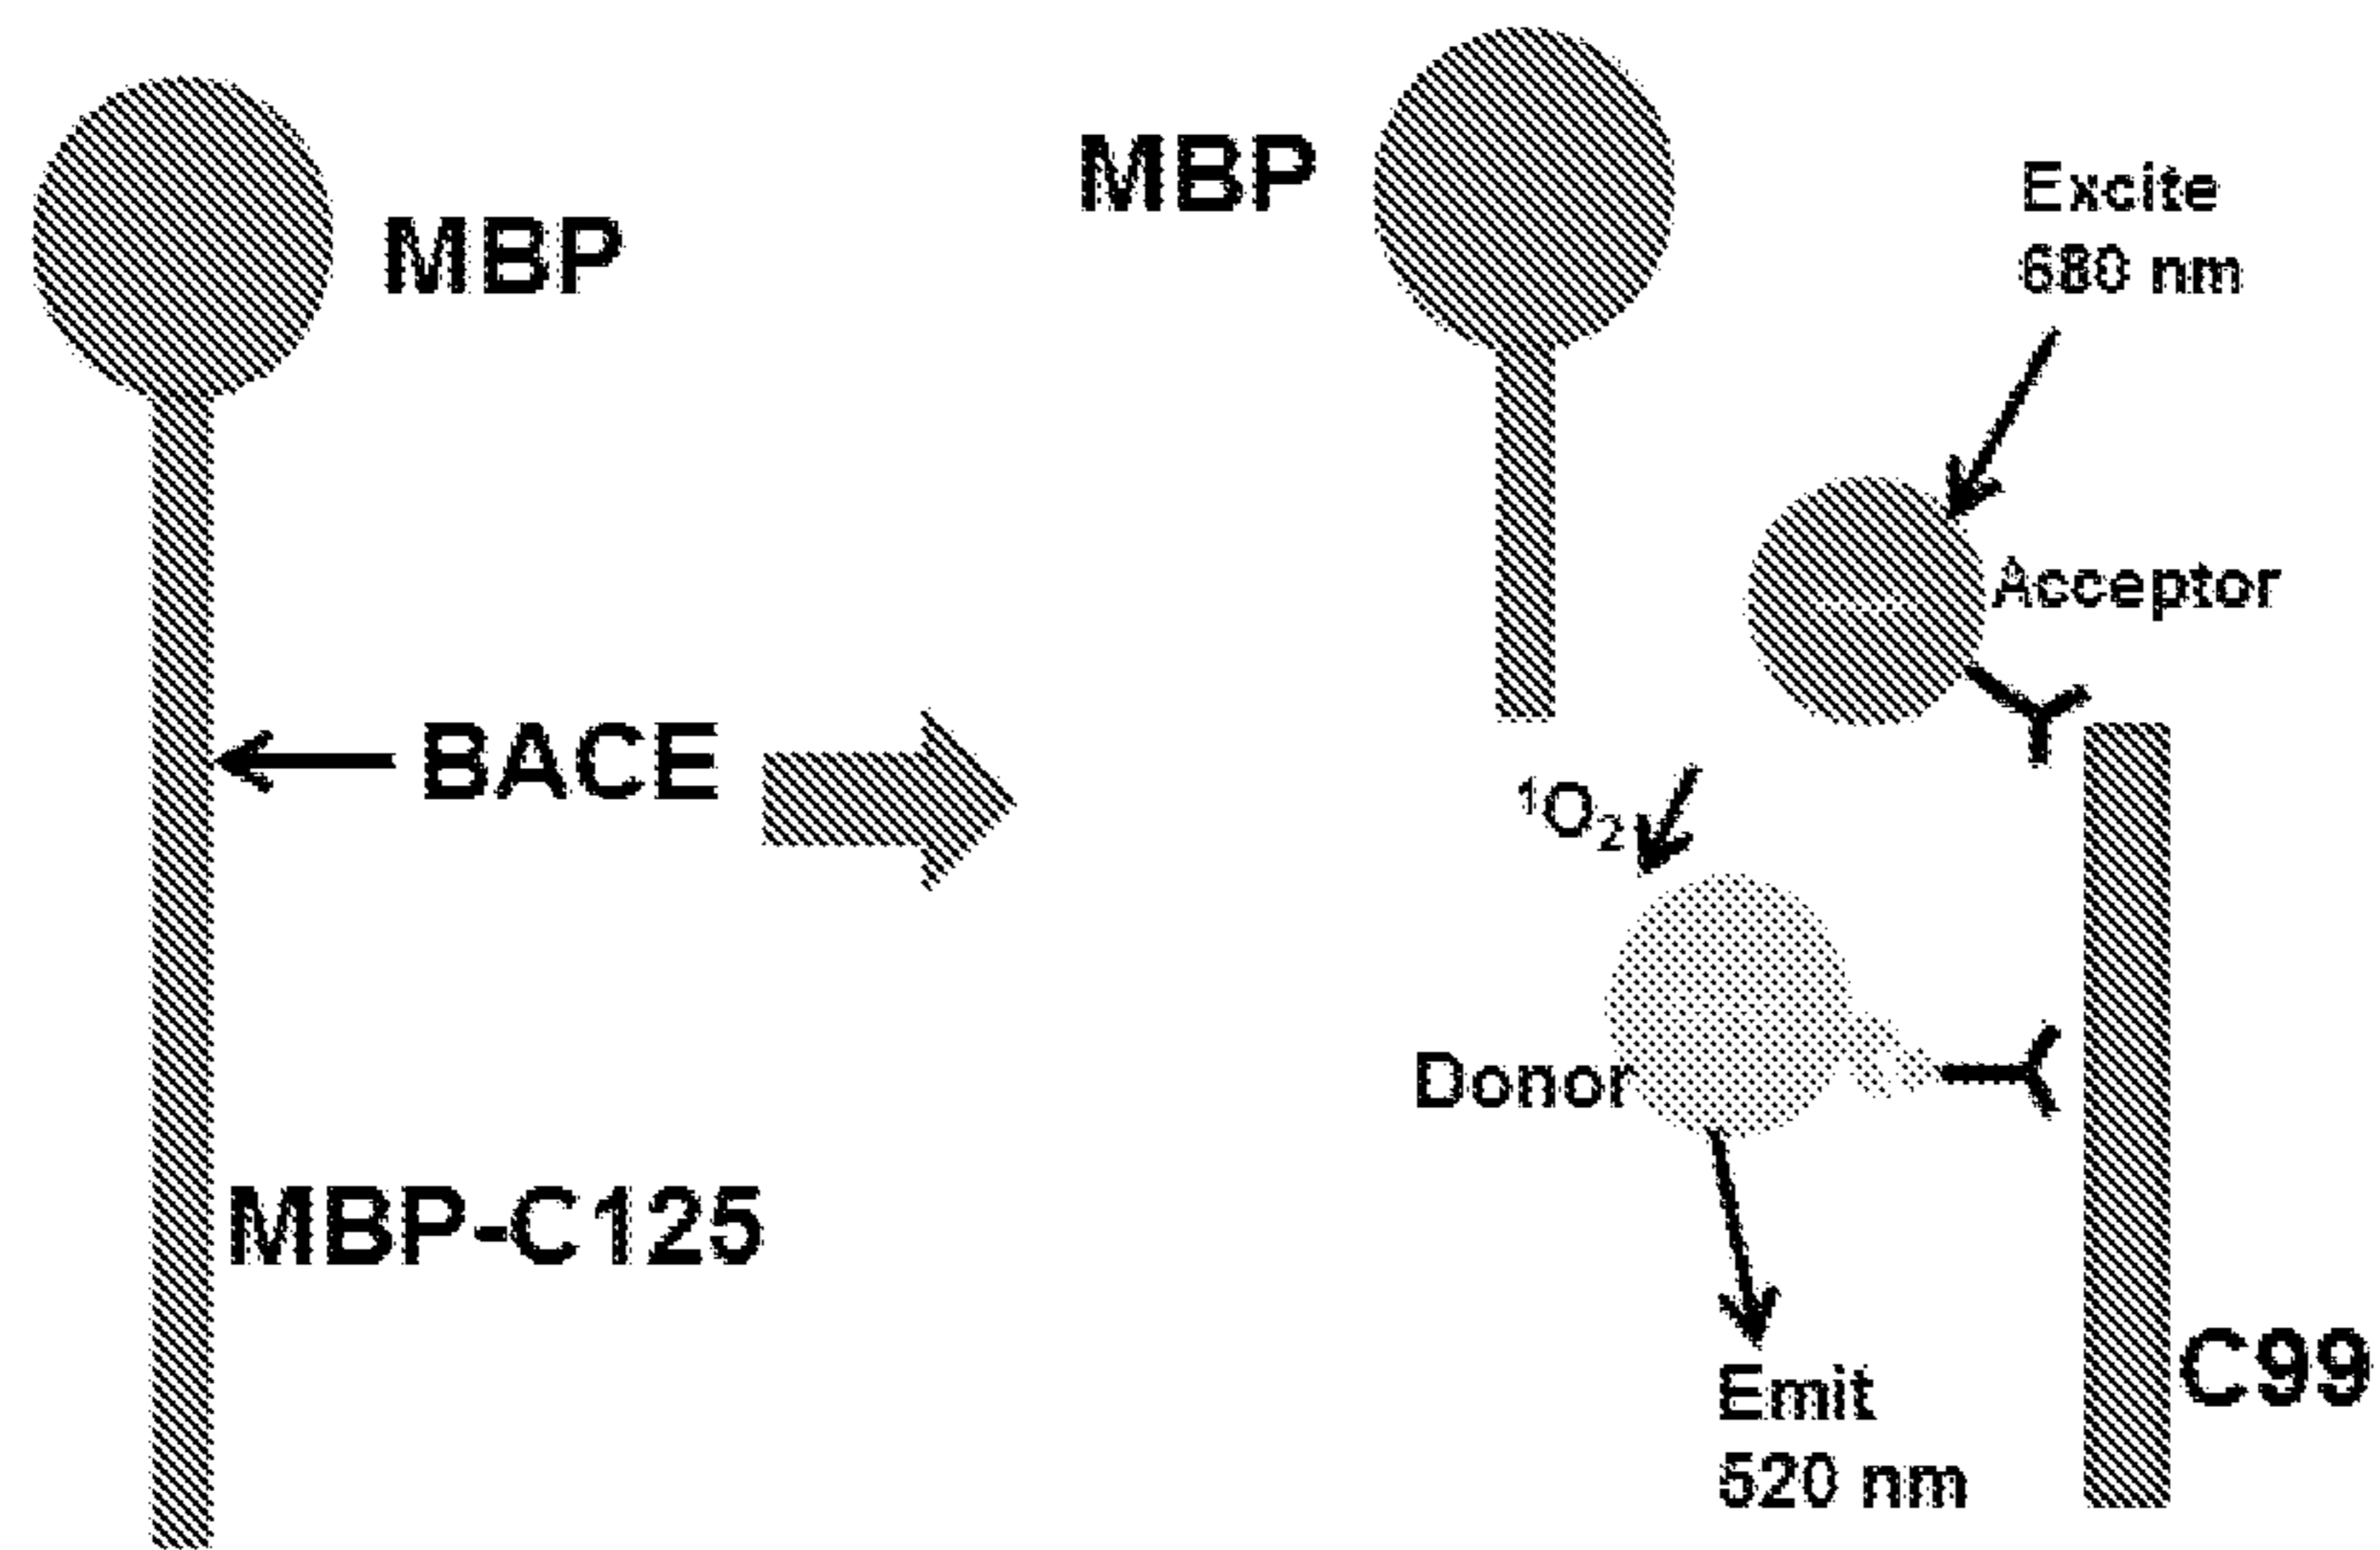 MBP
BACE
MBP-C125
MBP
Excite
680 nm
Acceptor
¹O₂
Donor
Emit
520 nm
C99